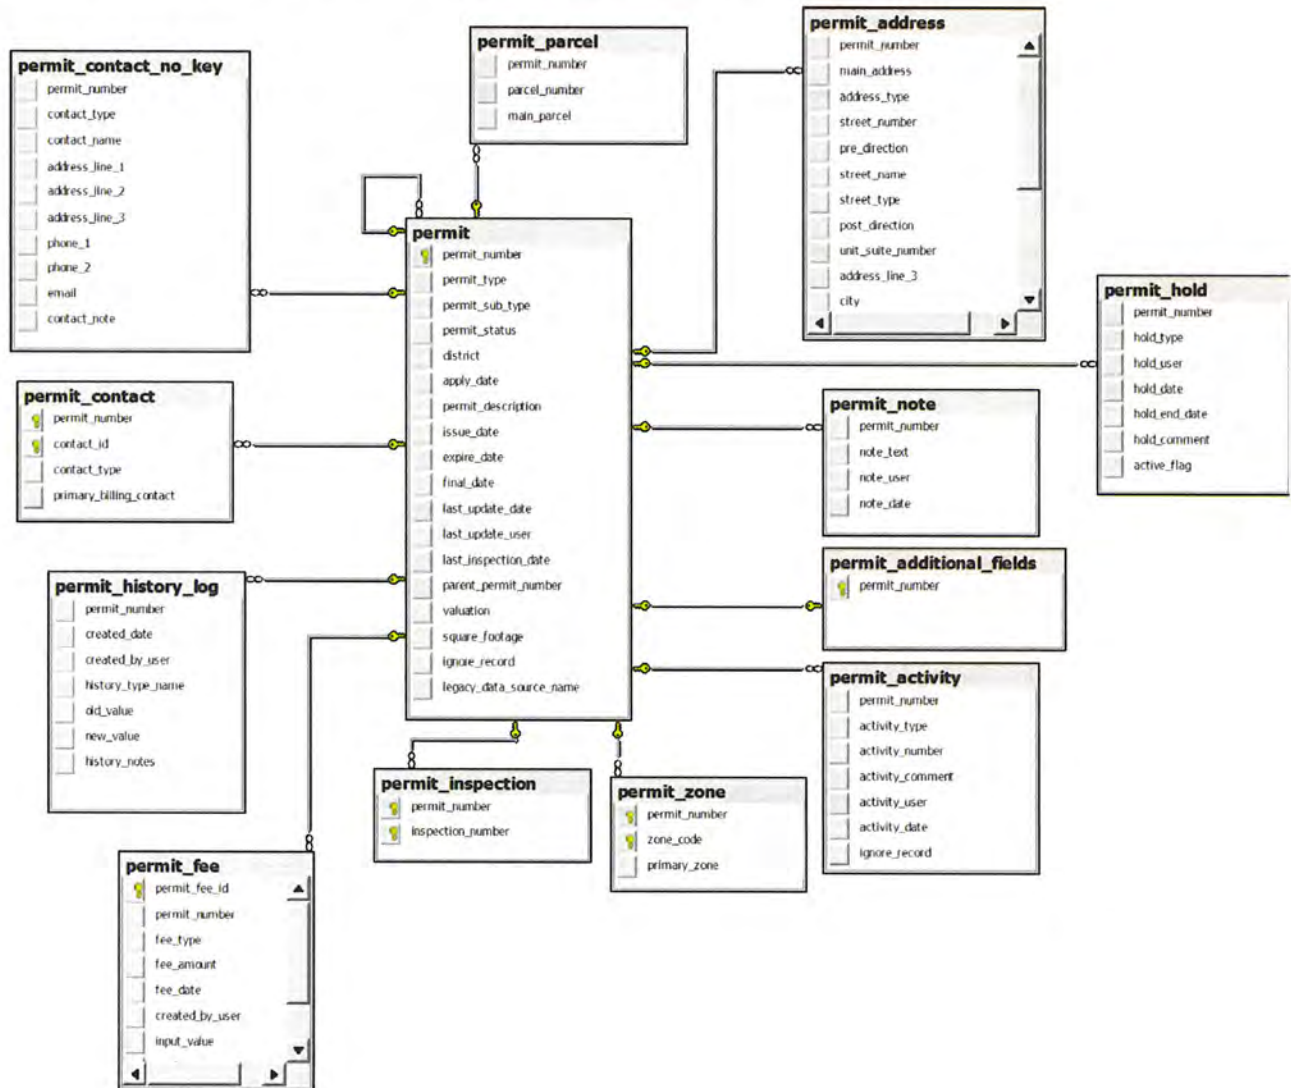 permit_contact_no_key
permit_number
contact_type
contact_name
address_line_1
address_line_2
address_line_3
phone_1
phone_2
email
contact_note
permit_parcel
permit_number
parcel_number
main_parcel
permit_address
permit_number
main_address
address_type
street_number
pre_direction
street_name
street_type
post_direction
unit_suite_number
address_line_3
city
permit
permit_number
permit_type
permit_sub_type
permit_status
district
apply_date
permit_description
issue_date
expire_date
final_date
last_update_date
last_update_user
last_inspection_date
parent_permit_number
valuation
square_footage
ignore_record
legacy_data_source_name
permit_hold
permit_number
hold_type
hold_user
hold_date
hold_end_date
hold_comment
active_flag
permit_contact
permit_number
contact_id
contact_type
primary_billing_contact
permit_note
permit_number
note_text
note_user
note_date
permit_history_log
permit_number
created_date
created_by_user
history_type_name
old_value
new_value
history_notes
permit_additional_fields
permit_number
permit_activity
permit_number
activity_type
activity_number
activity_comment
activity_user
activity_date
ignore_record
permit_inspection
permit_number
inspection_number
permit_zone
permit_number
zone_code
primary_zone
permit_fee
permit_fee_id
permit_number
fee_type
fee_amount
fee_date
created_by_user
input_value